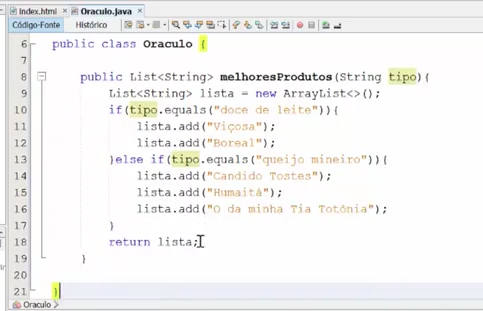 index.html × Oraculo.java ×
Código-Fonte Histórico
6 public class Oraculo {
7
8 public List<String> melhoresProdutos(String tipo){
9 List<String> lista = new ArrayList<>();
10 if(tipo.equals("doce de leite")){
11 lista.add("Viçosa");
12 lista.add("Boreal");
13 }else if(tipo.equals("queijo mineiro")){
14 lista.add("Candido Tostes");
15 lista.add("Humaitá");
16 lista.add("O da minha Tia Totônia");
17 }
18 return lista;
19 }
20
21 }
Oraculo